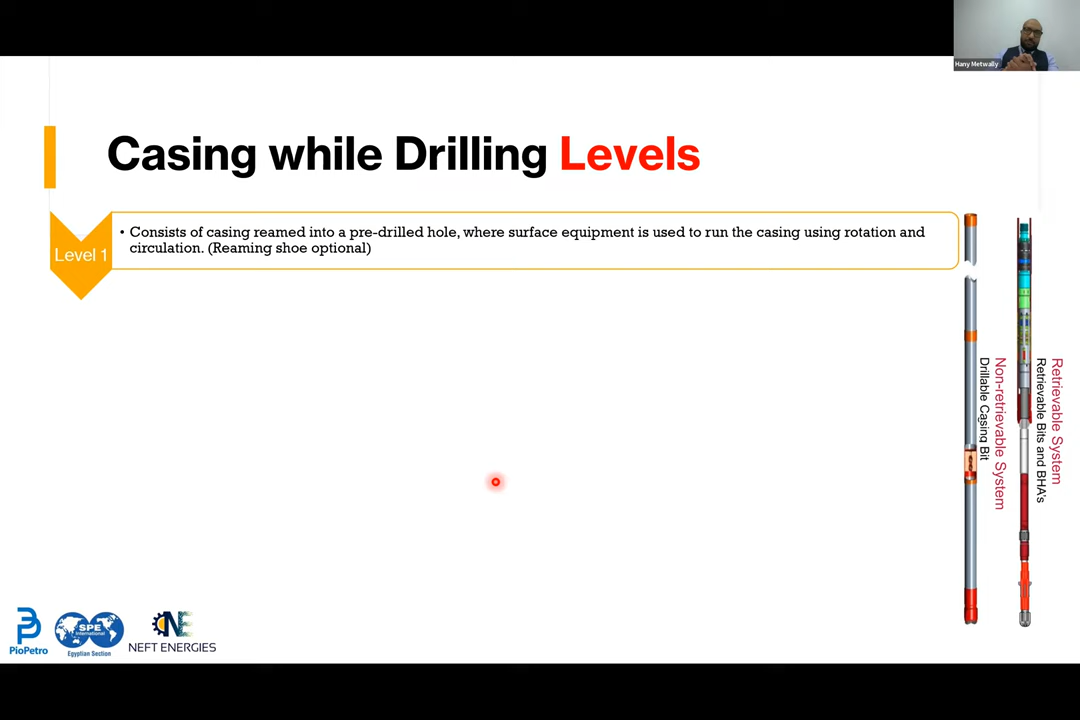 Hany Metwally
Casing while Drilling Levels
Level 1
• Consists of casing reamed into a pre-drilled hole, where surface equipment is used to run the casing using rotation and
circulation. (Reaming shoe optional)
Non-retrievable System
Drillable Casing Bit
Retrievable System
Retrievable Bits and BHA's
PioPetro
SPE
International
Egyptian Section
NE
NEFT ENERGIES